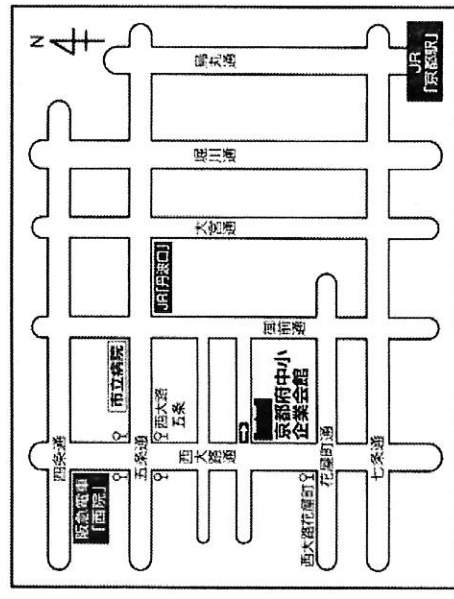 N
四条通
五条通
花屋町通
七条通
西大路通
御前通
大宮通
堀川通
烏丸通
阪急電車
「西院」
市立病院
西大路
五条
JR「丹波口」
京都府中小
企業会館
西大路花屋町
JR
「京都駅」